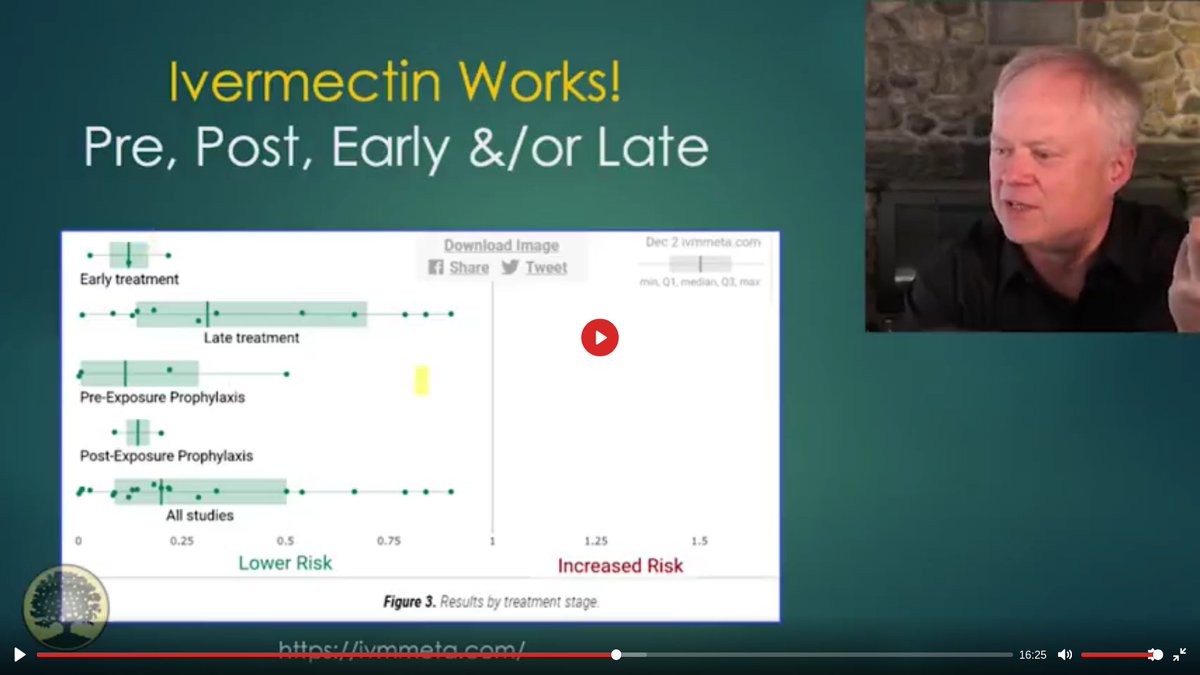 Ivermectin Works!
Pre, Post, Early &/or Late
Download Image
Share Tweet
Dec 2 ivmmeta.com
min, Q1, median, Q3, max
Early treatment
Late treatment
Pre-Exposure Prophylaxis
Post-Exposure Prophylaxis
All studies
0 0.25 0.5 0.75 1 1.25 1.5
Lower Risk Increased Risk
Figure 3. Results by treatment stage.
https://ivmmeta.com/
16:25